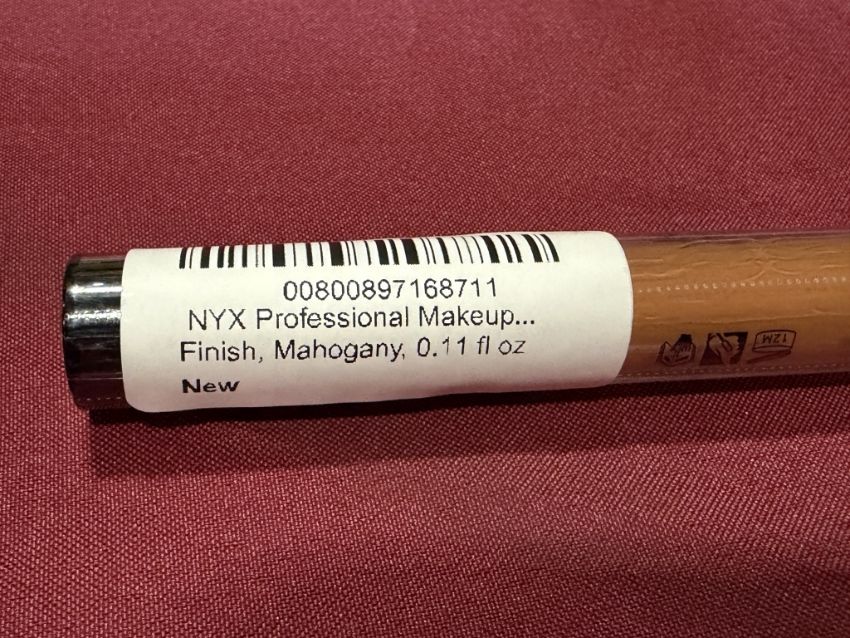 00800897168711
NYX Professional Makeup...
Finish, Mahogany, 0.11 fl oz
New
12M